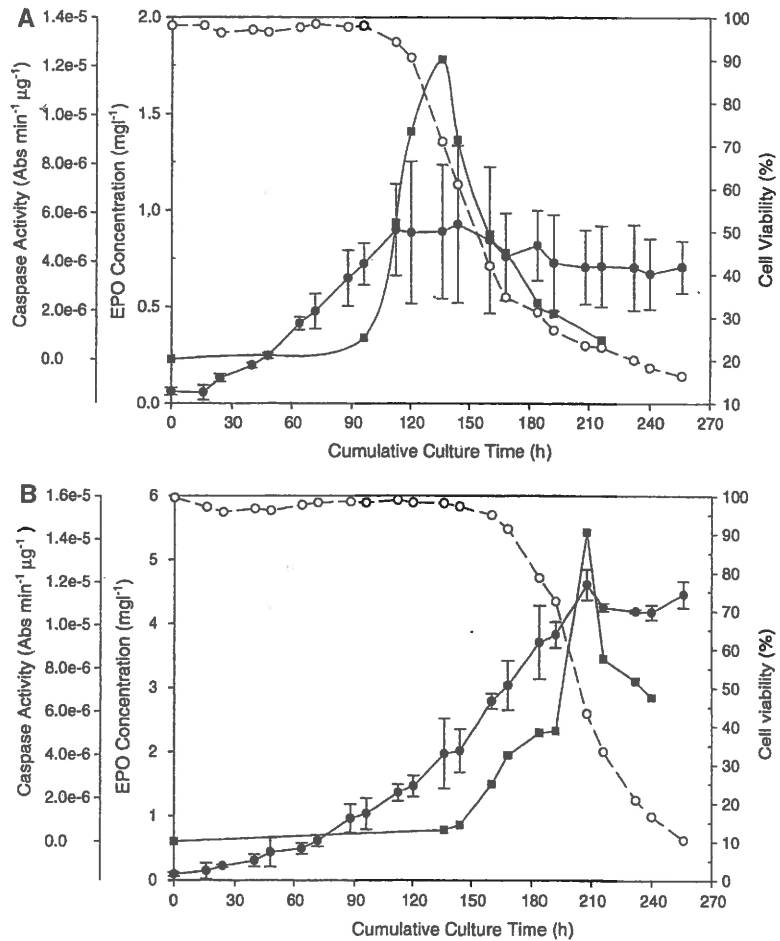 A
1.4e-5
1.2e-5
1.0e-5
8.0e-6
6.0e-6
4.0e-6
2.0e-6
0.0
Caspase Activity (Abs min-1 µg-1)
2.0
1.5
1.0
0.5
0.0
EPO Concentration (mgl-1)
100
90
80
70
60
50
40
30
20
10
Cell Viability (%)
0 30 60 90 120 150 180 210 240 270
Cumulative Culture Time (h)
B
1.6e-5
1.4e-5
1.2e-5
1.0e-5
8.0e-6
6.0e-6
4.0e-6
2.0e-6
0.0
Caspase Activity (Abs min-1 µg-1)
6
5
4
3
2
1
0
EPO Concentration (mgl-1)
100
90
80
70
60
50
40
30
20
10
0
Cell viability (%)
0 30 60 90 120 150 180 210 240 270
Cumulative Culture Time (h)